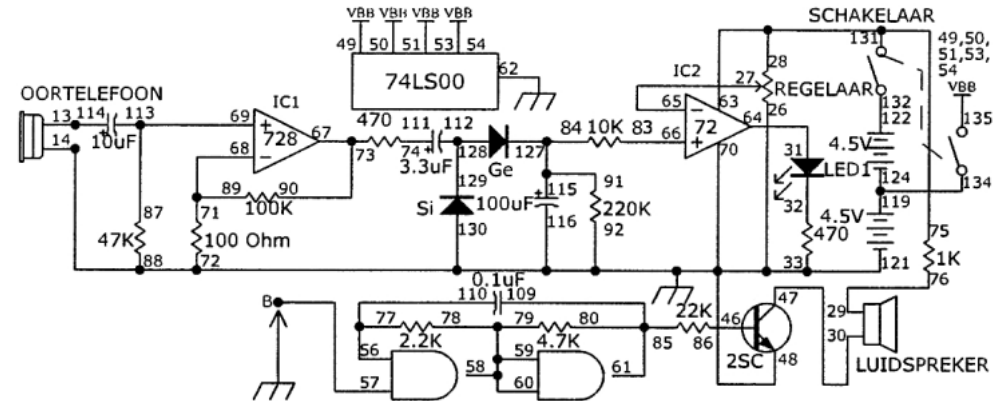 VBB VBB VBB VBB
49 50 51 53 54
74LS00
62
SCHAKELAAR
131
49,50,
51,53,
54
VBB
135
134
OORTELEFOON
13 114 113
14
10uF
IC1
69
68
728
67
470
73 74
111 112
3.3uF
128 127
Ge
84 10K 83
IC2
65
66
72
63
64
70
28
27
REGELAAR
26
132
122
4.5V
124
119
4.5V
121
31
LED1
32
470
33
87
47K
88
89 90
100K
71
100 Ohm
72
129
Si
130
100uF
115
116
91
220K
92
75
1K
76
0.1uF
110 109
B
77 78
2.2K
79 80
4.7K
56
57
58
59
60
61
85 22K 86
46
47
48
2SC
29
30
LUIDSPREKER